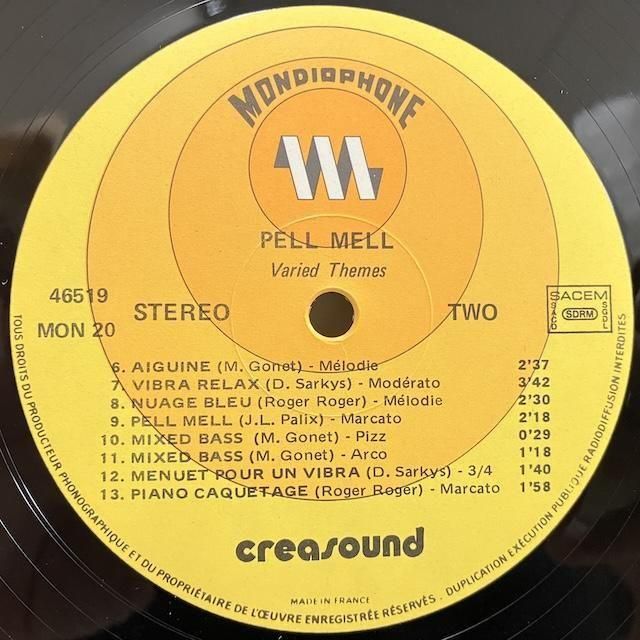 MONDIOPHONE
PELL MELL
Varied Themes
46519
MON 20
STEREO
TWO
SACEM
SACD
SDRM
SGDL
6. AIGUINE (M. Gonet) - Mélodie 2'37
7. VIBRA RELAX (D. Sarkys) - Modérato 3'42
8. NUAGE BLEU (Roger Roger) - Mélodie 2'30
9. PELL MELL (J.L. Palix) - Marcato 2'18
10. MIXED BASS (M. Gonet) - Pizz 0'29
11. MIXED BASS (M. Gonet) - Arco 1'18
12. MENUET POUR UN VIBRA (D. Sarkys) - 3/4 1'40
13. PIANO CAQUETAGE (Roger Roger) - Marcato 1'58
creasound
MADE IN FRANCE
TOUS DROITS DU PRODUCTEUR PHONOGRAPHIQUE ET DU PROPRIÉTAIRE DE L'ŒUVRE ENREGISTRÉE RÉSERVÉS - DUPLICATION EXÉCUTION PUBLIQUE RADIODIFFUSION INTERDITES